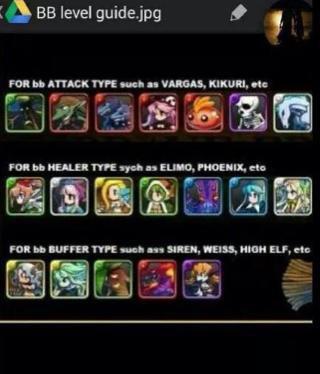 BB level guide.jpg
FOR bb ATTACK TYPE such as VARGAS, KIKURI, etc
FOR bb HEALER TYPE sych as ELIMO, PHOENIX, etc
FOR bb BUFFER TYPE such ass SIREN, WEISS, HIGH ELF, etc